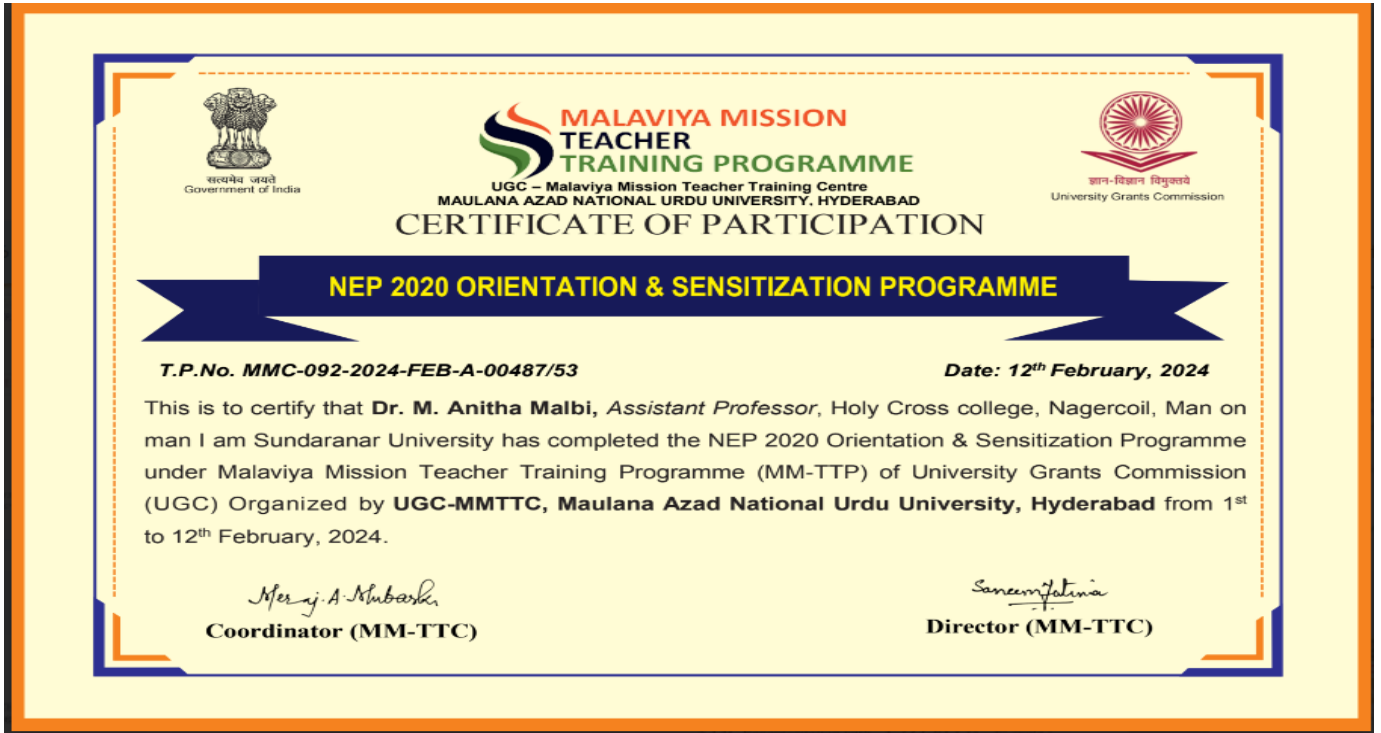 MALAVIYA MISSION
TEACHER
TRAINING PROGRAMME
सत्यमेव जयते
Government of India
UGC – Malaviya Mission Teacher Training Centre
MAULANA AZAD NATIONAL URDU UNIVERSITY, HYDERABAD
ज्ञान-विज्ञान विमुक्तये
University Grants Commission
CERTIFICATE OF PARTICIPATION
NEP 2020 ORIENTATION & SENSITIZATION PROGRAMME
T.P.No. MMC-092-2024-FEB-A-00487/53
Date: 12th February, 2024
This is to certify that Dr. M. Anitha Malbi, Assistant Professor, Holy Cross college, Nagercoil, Man on
man I am Sundaranar University has completed the NEP 2020 Orientation & Sensitization Programme
under Malaviya Mission Teacher Training Programme (MM-TTP) of University Grants Commission
(UGC) Organized by UGC-MMTTC, Maulana Azad National Urdu University, Hyderabad from 1st
to 12th February, 2024.
Meraj.A.Mubarki
Saneem Fatima
Coordinator (MM-TTC)
Director (MM-TTC)